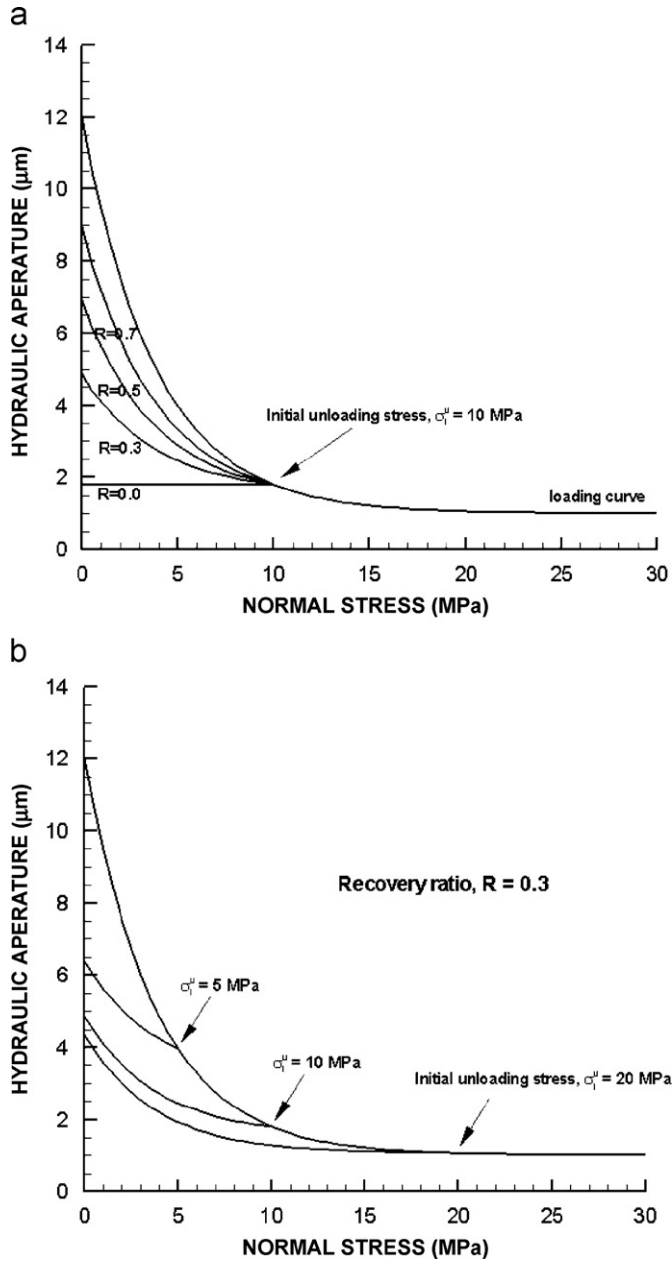 a
14
12
10
8
6
4
2
0
HYDRAULIC APERATURE (μm)
R=0.7
R=0.5
R=0.3
R=0.0
Initial unloading stress, σᵢᵘ = 10 MPa
loading curve
0 5 10 15 20 25 30
NORMAL STRESS (MPa)
b
14
12
10
8
6
4
2
0
HYDRAULIC APERATURE (μm)
Recovery ratio, R = 0.3
σᵢᵘ = 5 MPa
σᵢᵘ = 10 MPa
Initial unloading stress, σᵢᵘ = 20 MPa
0 5 10 15 20 25 30
NORMAL STRESS (MPa)